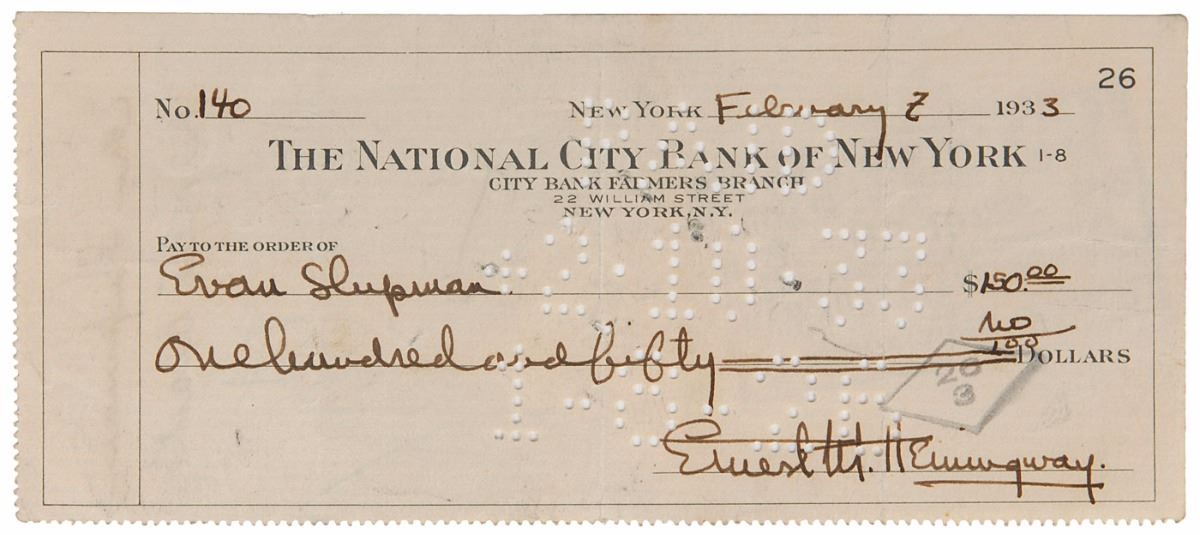 26
No. 140 NEW YORK February 7 1933
THE NATIONAL CITY BANK OF NEW YORK 1-8
CITY BANK FARMERS BRANCH
22 WILLIAM STREET
NEW YORK, N.Y.
PAY TO THE ORDER OF
Evan Shipman $150.00
One hundred and fifty no/100 DOLLARS
20
3
Ernest M. Hemingway.